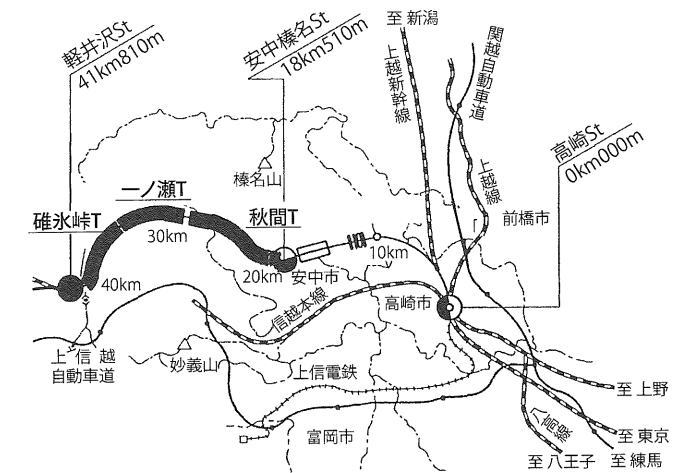 軽井沢St
41km810m
安中榛名St
18km510m
至新潟
上越新幹線
関越自動車道
上越線
高崎St
0km000m
榛名山
前橋市
一ノ瀬T
碓氷峠T
秋間T
30km
10km
20km
安中市
40km
高崎市
信越本線
上信越
自動車道
妙義山
上信電鉄
至上野
八高線
富岡市
至東京
至八王子
至練馬